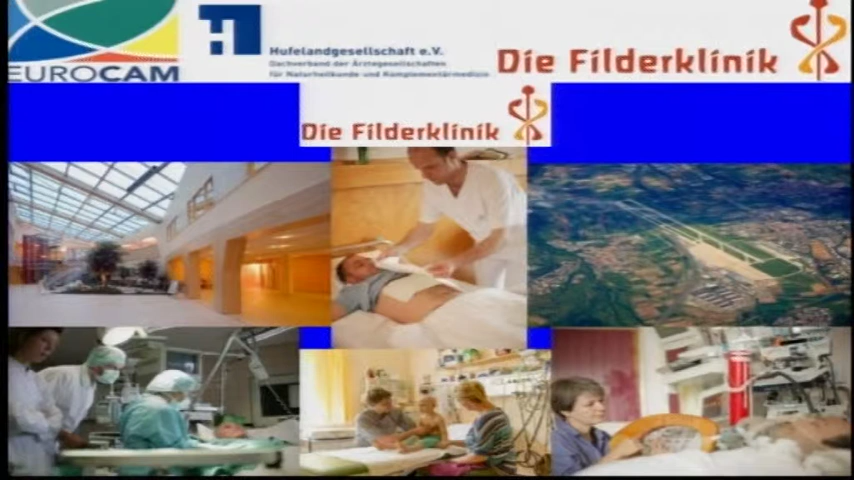 EUROCAM
Hufelandgesellschaft e.V.
Dachverband der Ärztegesellschaften
für Naturheilkunde und Komplementärmedizin
Die Filderklinik
Die Filderklinik